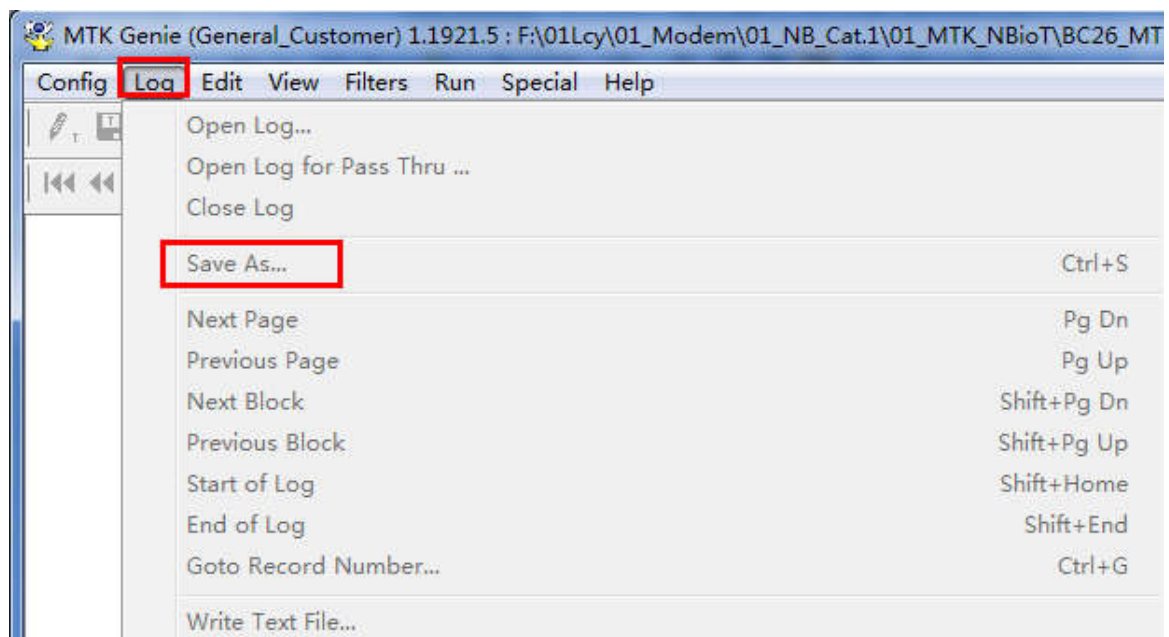 MTK Genie (General_Customer) 1.1921.5 : F:\01Lcy\01_Modem\01_NB_Cat.1\01_MTK_NBioT\BC26_MT
Config Log Edit View Filters Run Special Help
Open Log...
Open Log for Pass Thru ...
Close Log
Save As... Ctrl+S
Next Page Pg Dn
Previous Page Pg Up
Next Block Shift+Pg Dn
Previous Block Shift+Pg Up
Start of Log Shift+Home
End of Log Shift+End
Goto Record Number... Ctrl+G
Write Text File...